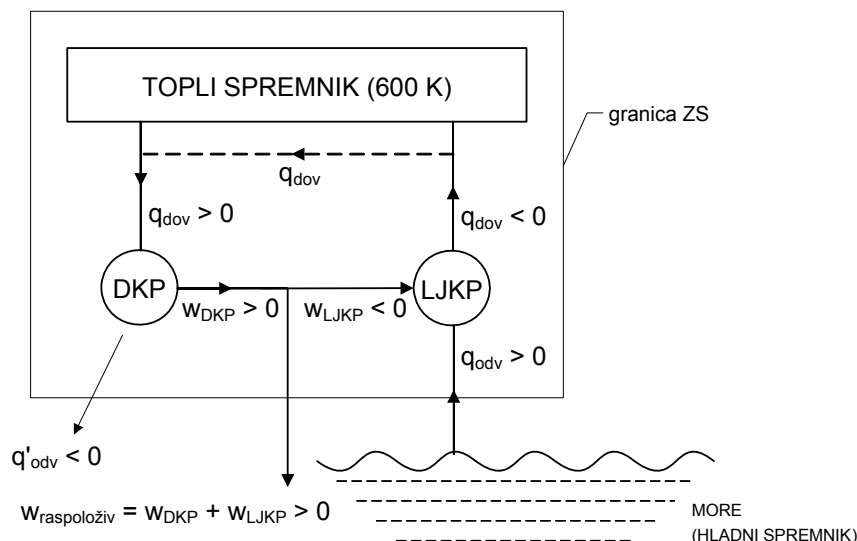 TOPLI SPREMNIK (600 K)
granica ZS
q_dov
q_dov > 0
q_dov < 0
DKP
LJKP
w_DKP > 0
w_LJKP < 0
q_odv > 0
q'_odv < 0
w_raspoloživ = w_DKP + w_LJKP > 0
MORE
(HLADNI SPREMNIK)